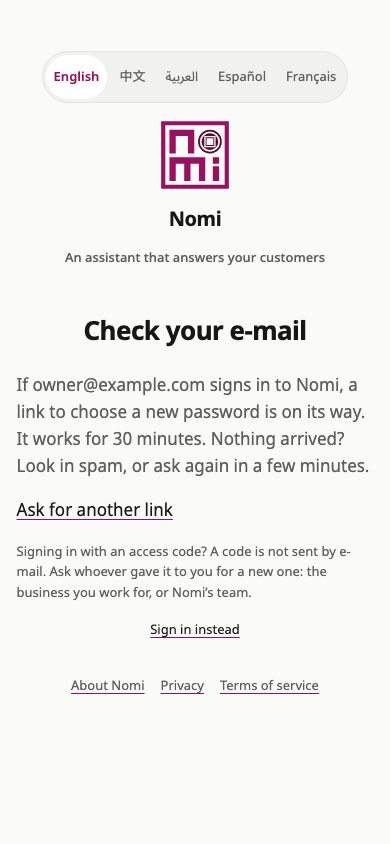 English 中文 العربية Español Français
nomi
Nomi
An assistant that answers your customers
Check your e-mail
If owner@example.com signs in to Nomi, a
link to choose a new password is on its way.
It works for 30 minutes. Nothing arrived?
Look in spam, or ask again in a few minutes.
Ask for another link
Signing in with an access code? A code is not sent by e-
mail. Ask whoever gave it to you for a new one: the
business you work for, or Nomi’s team.
Sign in instead
About Nomi Privacy Terms of service